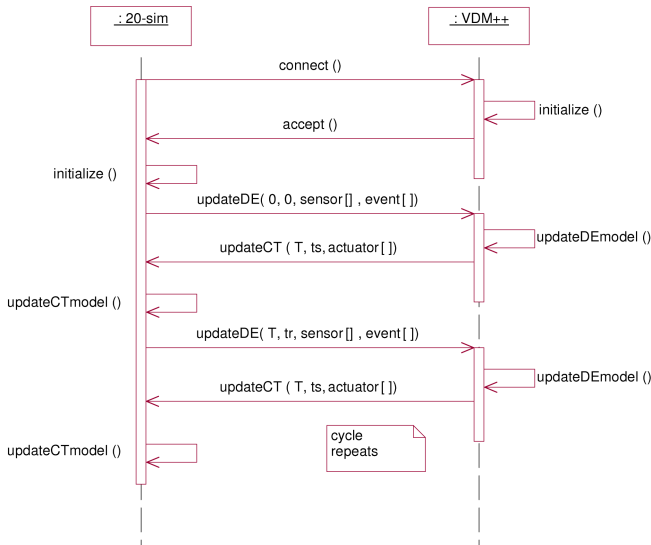 : 20-sim
: VDM++
connect ()
initialize ()
accept ()
initialize ()
updateDE( 0, 0, sensor[] , event[ ])
updateDEmodel ()
updateCT ( T, ts, actuator[ ])
updateCTmodel ()
updateDE( T, tr, sensor[] , event[ ])
updateDEmodel ()
updateCT ( T, ts, actuator[ ])
cycle
repeats
updateCTmodel ()